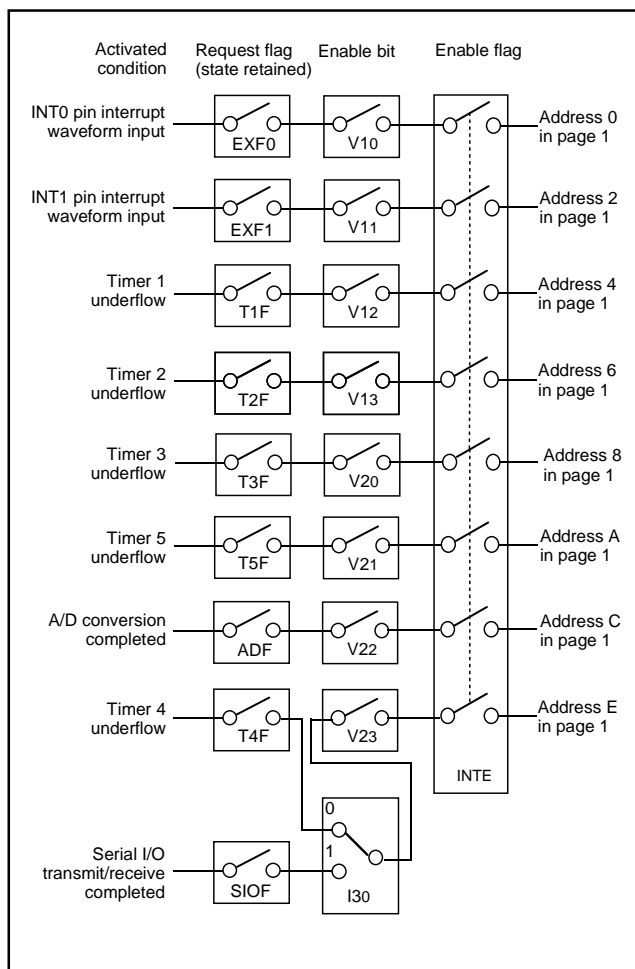 Activated condition
Request flag (state retained)
Enable bit
Enable flag
INT0 pin interrupt waveform input
EXF0
V10
Address 0 in page 1
INT1 pin interrupt waveform input
EXF1
V11
Address 2 in page 1
Timer 1 underflow
T1F
V12
Address 4 in page 1
Timer 2 underflow
T2F
V13
Address 6 in page 1
Timer 3 underflow
T3F
V20
Address 8 in page 1
Timer 5 underflow
T5F
V21
Address A in page 1
A/D conversion completed
ADF
V22
Address C in page 1
Timer 4 underflow
T4F
V23
Address E in page 1
INTE
0
1
Serial I/O transmit/receive completed
SIOF
I30